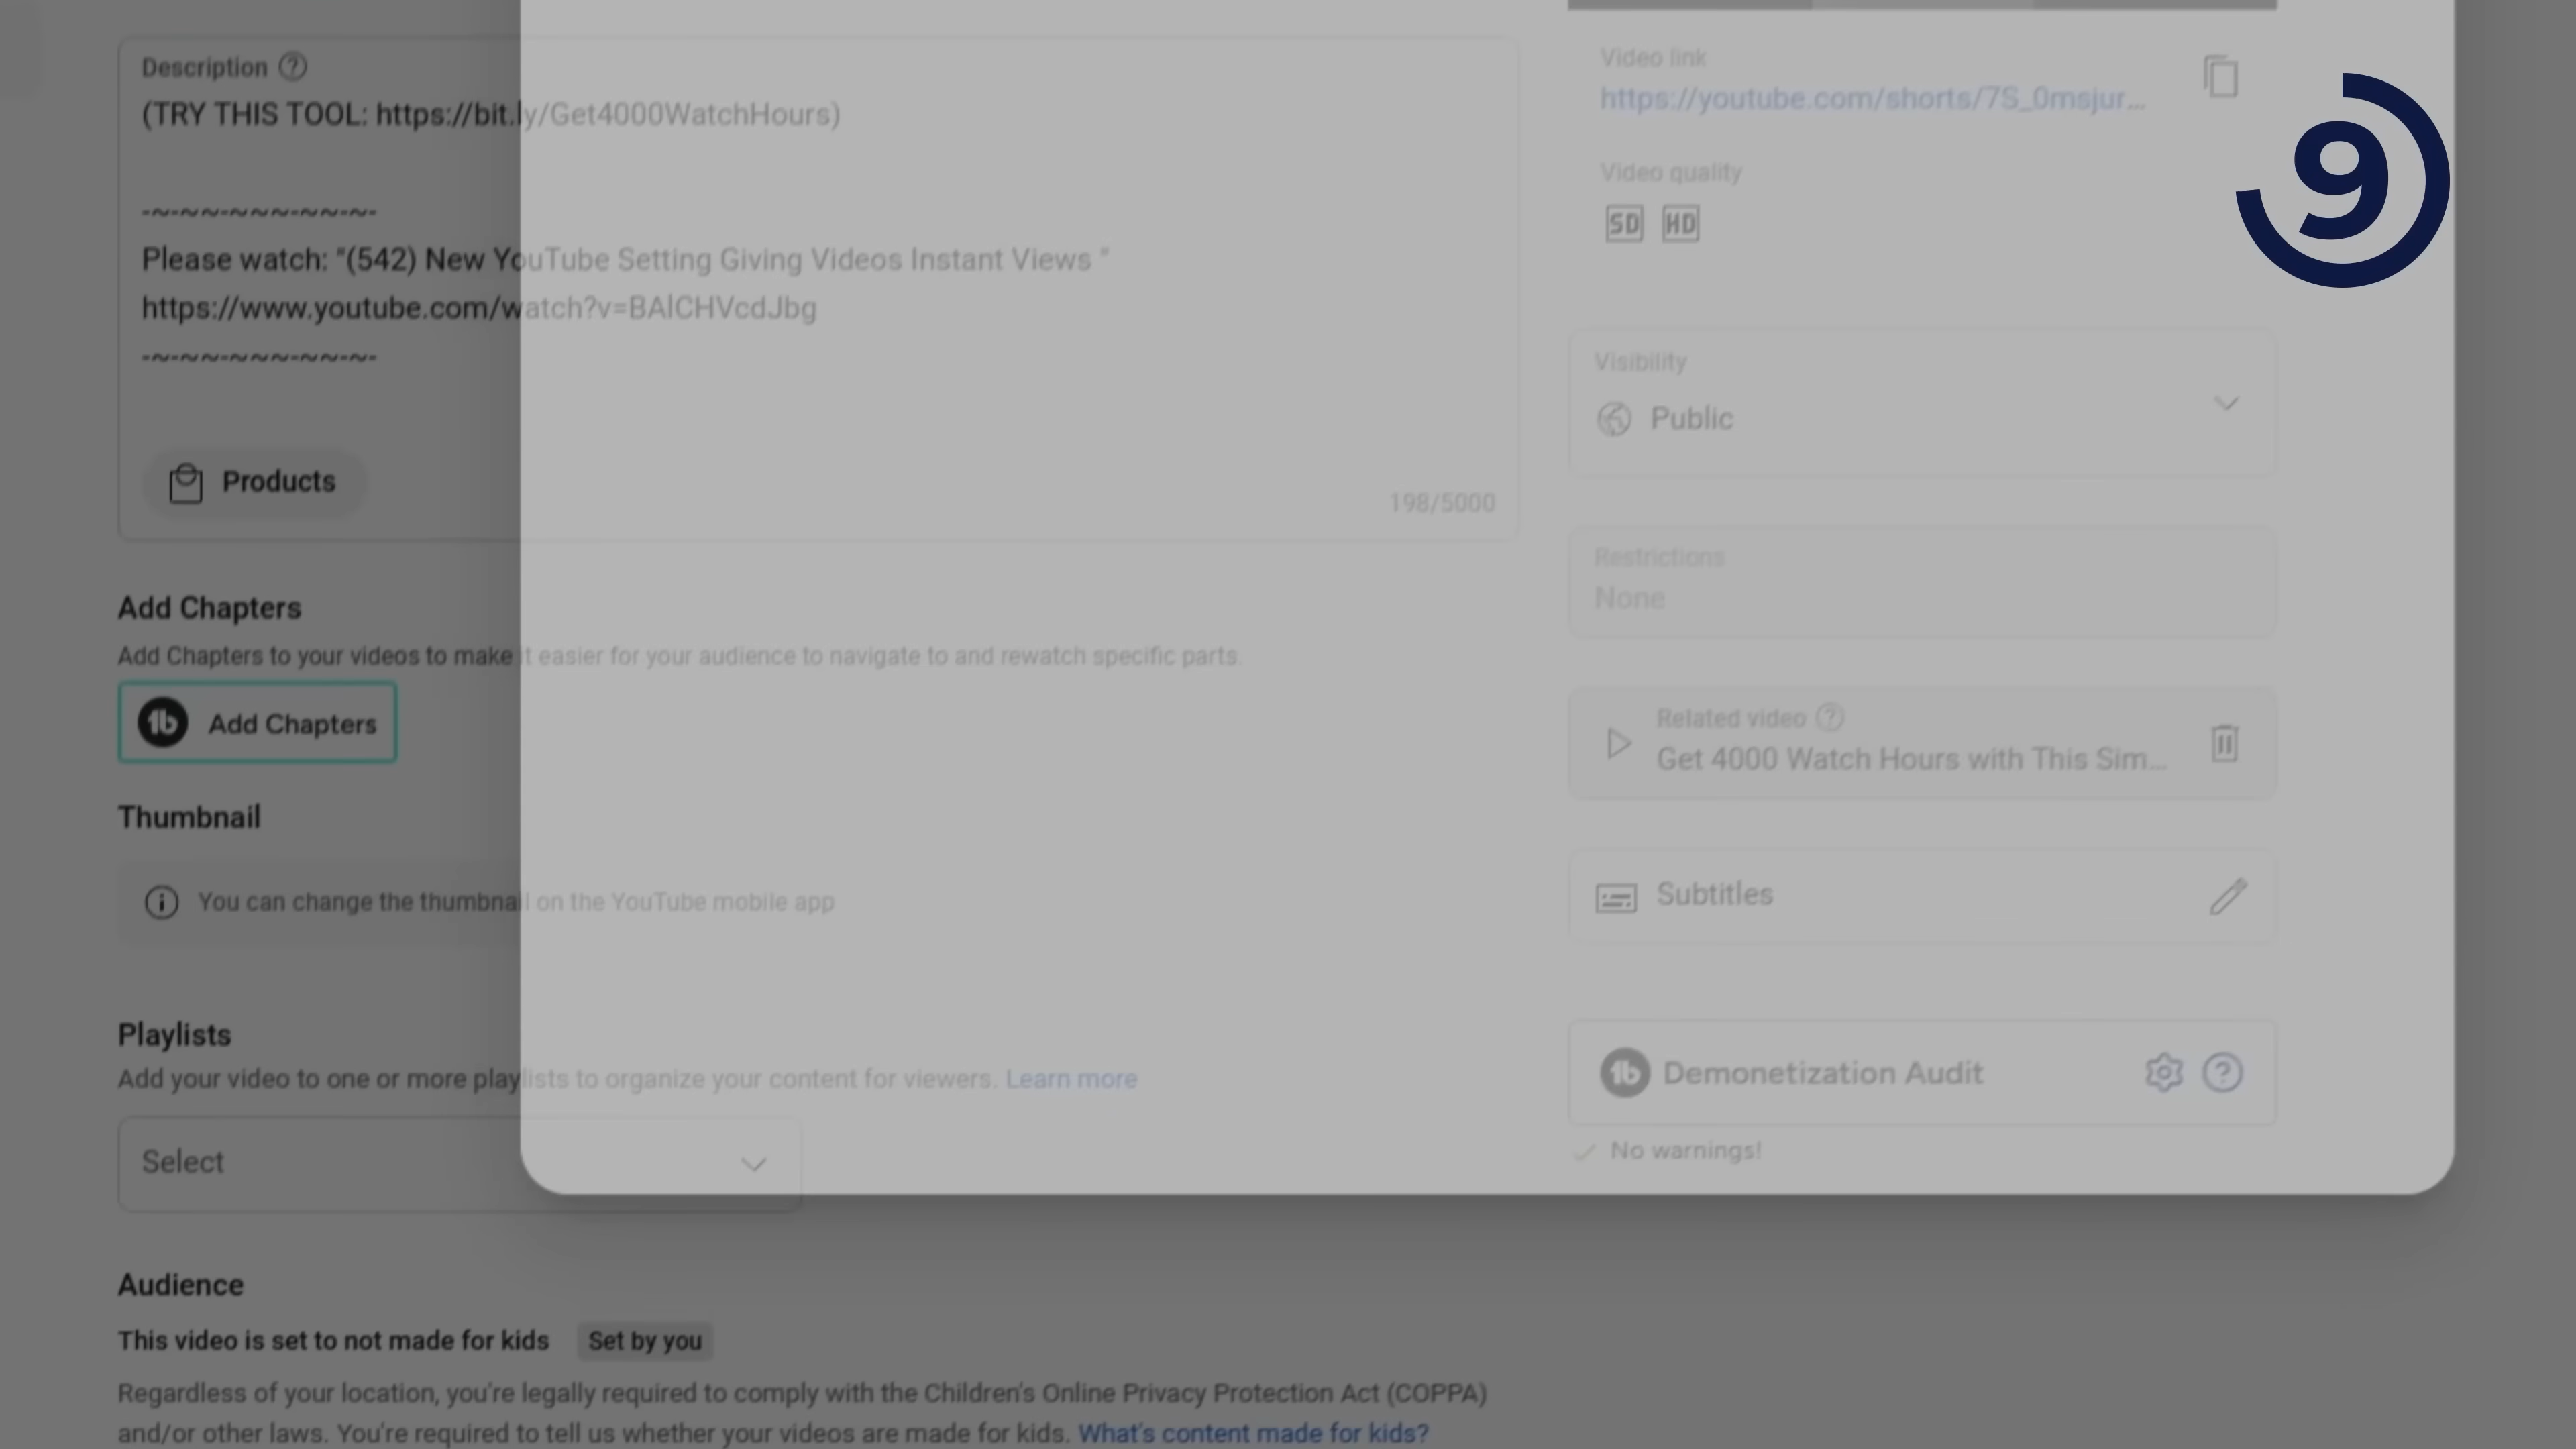 Description
(TRY THIS TOOL: https://bit.ly/Get4000WatchHours)
-~-~~-~~~-~~-~-
Please watch: "(542) New YouTube Setting Giving Videos Instant Views "
https://www.youtube.com/watch?v=BAlCHVcdJbg
-~-~~-~~~-~~-~-
Products
198/5000
Add Chapters
Add Chapters to your videos to make it easier for your audience to navigate to and rewatch specific parts.
1b Add Chapters
Thumbnail
You can change the thumbnail on the YouTube mobile app
Playlists
Add your video to one or more playlists to organize your content for viewers. Learn more
Select
Audience
This video is set to not made for kids Set by you
Regardless of your location, you're legally required to comply with the Children's Online Privacy Protection Act (COPPA)
and/or other laws. You're required to tell us whether your videos are made for kids. What's content made for kids?
Video link
https://youtube.com/shorts/7S_0msjur...
Video quality
SD HD
Visibility
Public
Restrictions
None
Related video
Get 4000 Watch Hours with This Sim...
Subtitles
1b Demonetization Audit
No warnings!
9